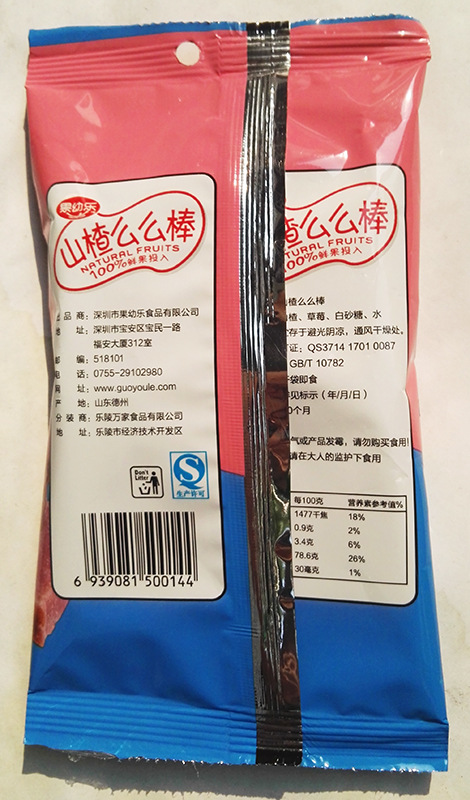 果幼乐
山楂么么棒
NATURAL FRUITS
100%鲜果投入
出品商：深圳市果幼乐食品有限公司
地址：深圳市宝安区宝民一路
福安大厦312室
邮编：518101
电话：0755-29102980
网址：www.guoyoule.com
产地：山东德州
分装商：乐陵万家食品有限公司
地址：乐陵市经济技术开发区
Don't
Litter
QS
生产许可
6 939081 500144
楂么么棒
NATURAL FRUITS
100%鲜果投入
楂么么棒
楂、草莓、白砂糖、水
存于避光阴凉，通风干燥处。
证：QS3714 1701 0087
GB/T 10782
袋即食
见标示（年/月/日）
0个月
气或产品发霉，请勿购买食用！
请在大人的监护下食用
每100克 营养素参考值%
1477千焦 18%
0.9克 2%
3.4克 6%
78.6克 26%
30毫克 1%